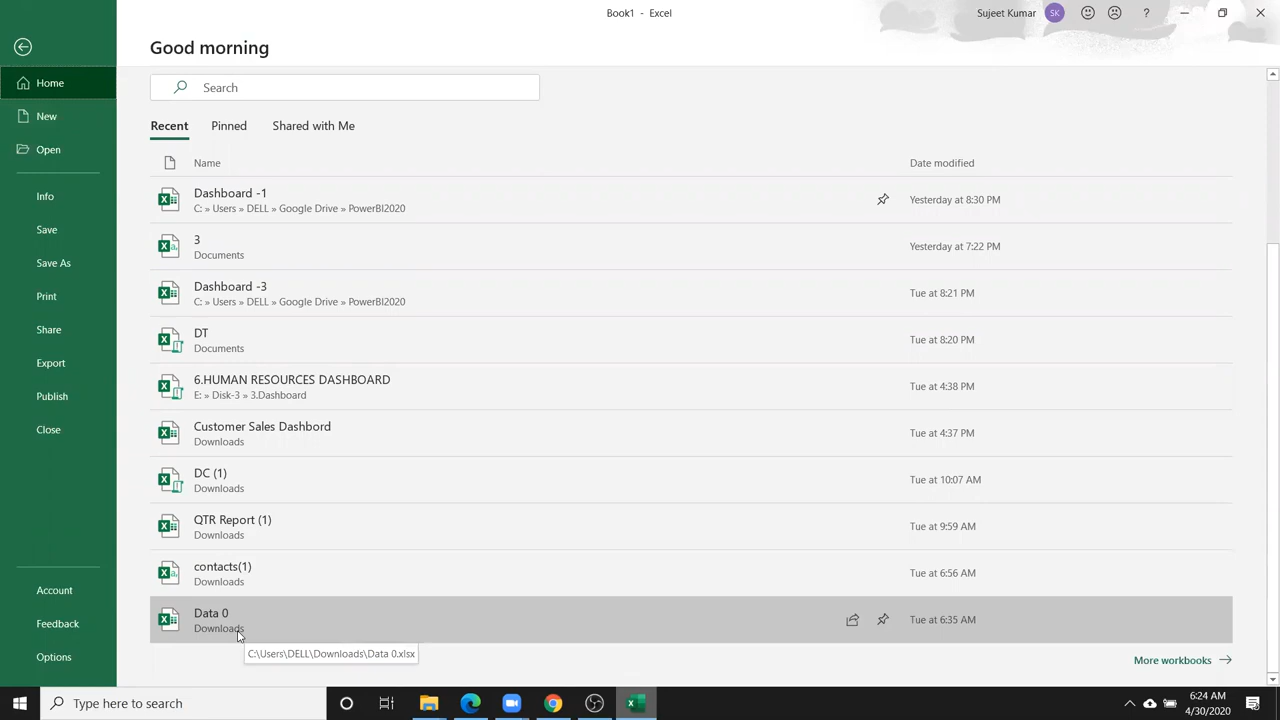 Book1 - Excel
Sujeet Kumar SK
Good morning
Home
New
Open
Info
Save
Save As
Print
Share
Export
Publish
Close
Account
Feedback
Options
Search
Recent Pinned Shared with Me
Name Date modified
Dashboard -1
C: » Users » DELL » Google Drive » PowerBI2020
Yesterday at 8:30 PM
3
Documents
Yesterday at 7:22 PM
Dashboard -3
C: » Users » DELL » Google Drive » PowerBI2020
Tue at 8:21 PM
DT
Documents
Tue at 8:20 PM
6.HUMAN RESOURCES DASHBOARD
E: » Disk-3 » 3.Dashboard
Tue at 4:38 PM
Customer Sales Dashbord
Downloads
Tue at 4:37 PM
DC (1)
Downloads
Tue at 10:07 AM
QTR Report (1)
Downloads
Tue at 9:59 AM
contacts(1)
Downloads
Tue at 6:56 AM
Data 0
Downloads
Tue at 6:35 AM
C:\Users\DELL\Downloads\Data 0.xlsx
More workbooks
Type here to search
6:24 AM
4/30/2020